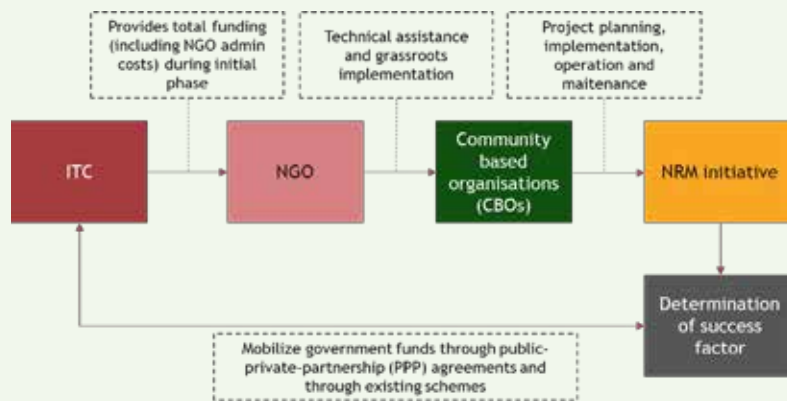 Provides total funding
(including NGO admin
costs) during initial
phase
Technical assistance
and grassroots
implementation
Project planning,
implementation,
operation and
maitenance
ITC
NGO
Community
based
organisations
(CBOs)
NRM initiative
Determination
of success
factor
Mobilize government funds through public-
private-partnership (PPP) agreements and
through existing schemes